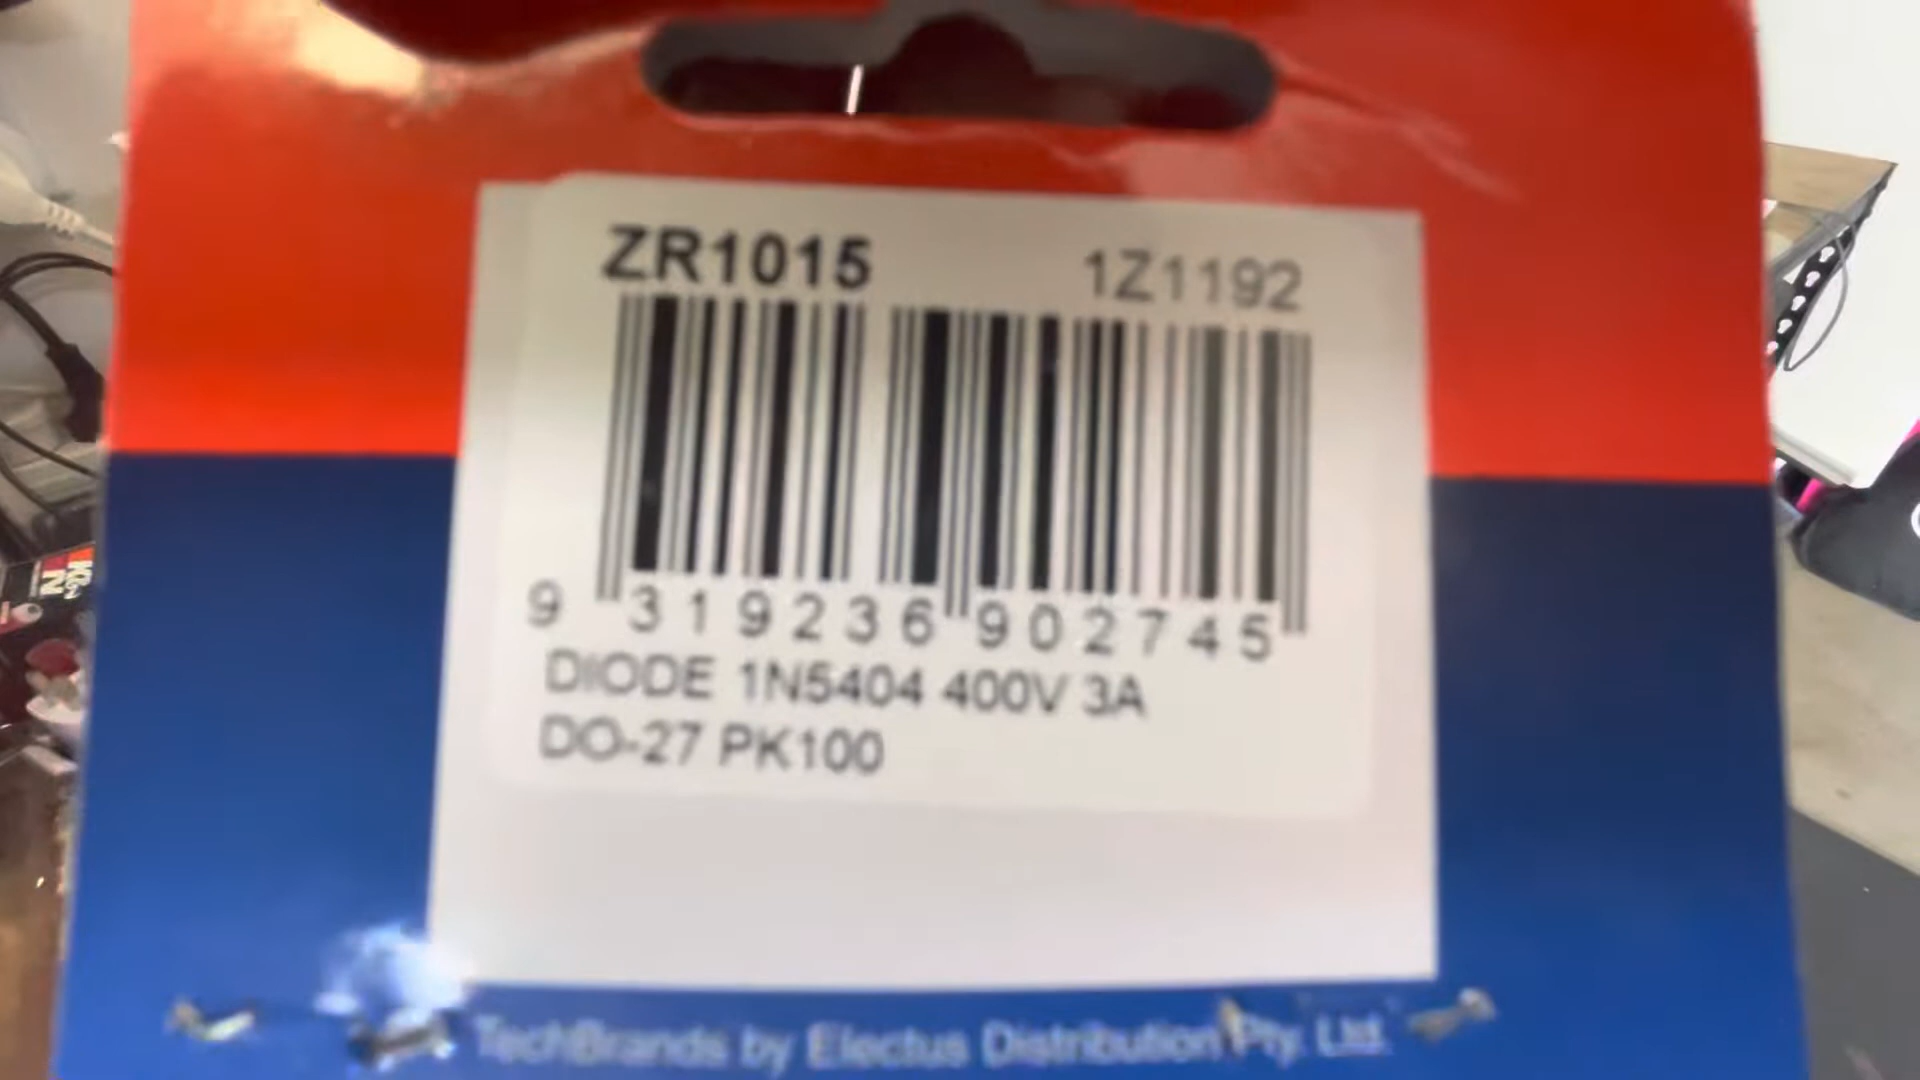 ZR1015 1Z1192
9 319236 902745
DIODE 1N5404 400V 3A
DO-27 PK100
TechBrands by Electus Distribution Pty. Ltd.